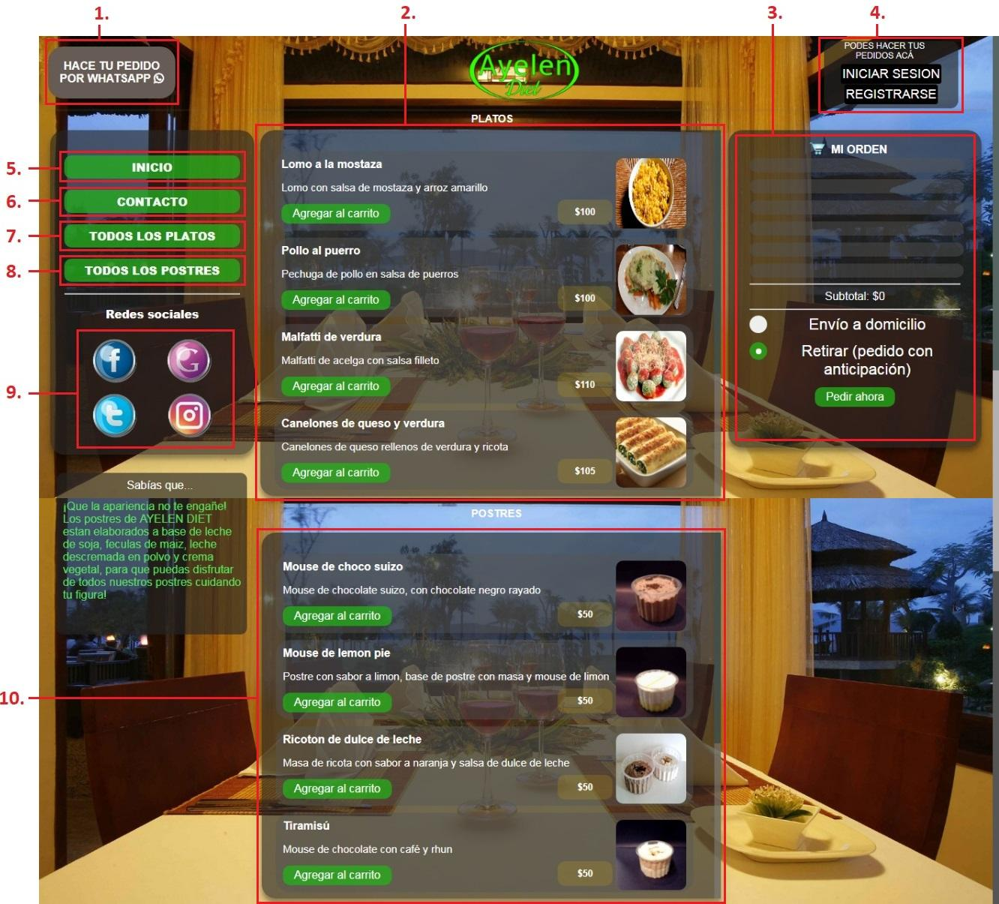 1.
2.
3.
4.
HACE TU PEDIDO
POR WHATSAPP
Ayelen
Diet
PODES HACER TUS
PEDIDOS ACÁ
INICIAR SESION
REGISTRARSE
PLATOS
5.
INICIO
6.
CONTACTO
7.
TODOS LOS PLATOS
8.
TODOS LOS POSTRES
Redes sociales
9.
f
G
t
Sabías que...
¡Que la apariencia no te engañe!
Los postres de AYELEN DIET
estan elaborados a base de leche
de soja, feculas de maiz, leche
descremada en polvo y crema
vegetal, para que puedas disfrutar
de todos nuestros postres cuidando
tu figura!
Lomo a la mostaza
Lomo con salsa de mostaza y arroz amarillo
Agregar al carrito
$100
Pollo al puerro
Pechuga de pollo en salsa de puerros
Agregar al carrito
$100
Malfatti de verdura
Malfatti de acelga con salsa filleto
Agregar al carrito
$110
Canelones de queso y verdura
Canelones de queso rellenos de verdura y ricota
Agregar al carrito
$105
MI ORDEN
Subtotal: $0
Envío a domicilio
Retirar (pedido con
anticipación)
Pedir ahora
POSTRES
10.
Mouse de choco suizo
Mouse de chocolate suizo, con chocolate negro rayado
Agregar al carrito
$50
Mouse de lemon pie
Postre con sabor a limon, base de postre con masa y mouse de limon
Agregar al carrito
$50
Ricoton de dulce de leche
Masa de ricota con sabor a naranja y salsa de dulce de leche
Agregar al carrito
$50
Tiramisú
Mouse de chocolate con café y rhun
Agregar al carrito
$50